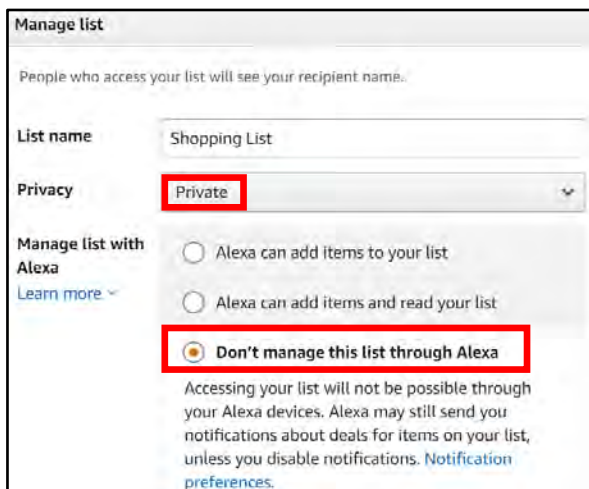 Manage list
People who access your list will see your recipient name.
List name
Shopping List
Privacy
Private
Manage list with
Alexa
Learn more
Alexa can add items to your list
Alexa can add items and read your list
Don't manage this list through Alexa
Accessing your list will not be possible through
your Alexa devices. Alexa may still send you
notifications about deals for items on your list,
unless you disable notifications. Notification
preferences.